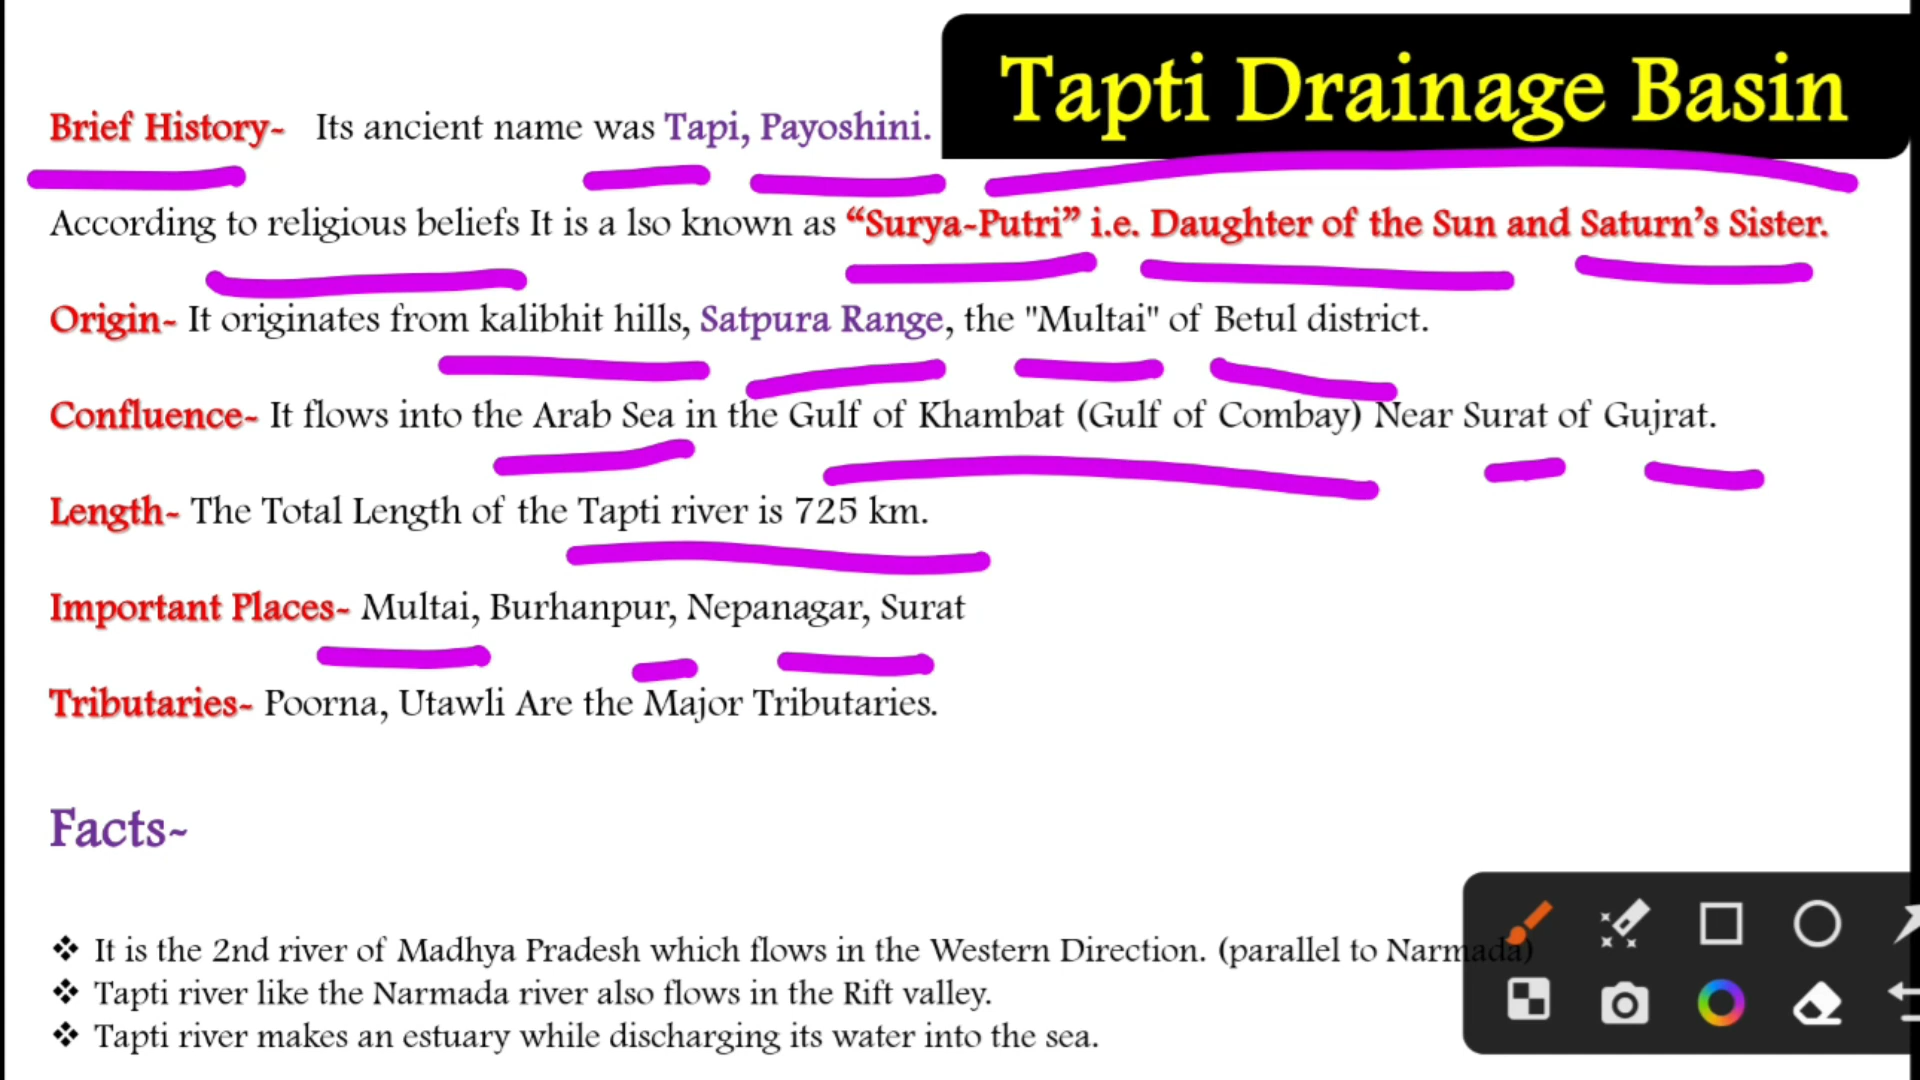 Tapti Drainage Basin
Brief History- Its ancient name was Tapi, Payoshini.
According to religious beliefs It is a lso known as “Surya-Putri” i.e. Daughter of the Sun and Saturn’s Sister.
Origin- It originates from kalibhit hills, Satpura Range, the "Multai" of Betul district.
Confluence- It flows into the Arab Sea in the Gulf of Khambat (Gulf of Combay) Near Surat of Gujrat.
Length- The Total Length of the Tapti river is 725 km.
Important Places- Multai, Burhanpur, Nepanagar, Surat
Tributaries- Poorna, Utawli Are the Major Tributaries.
Facts-
❖ It is the 2nd river of Madhya Pradesh which flows in the Western Direction. (parallel to Narmada)
❖ Tapti river like the Narmada river also flows in the Rift valley.
❖ Tapti river makes an estuary while discharging its water into the sea.